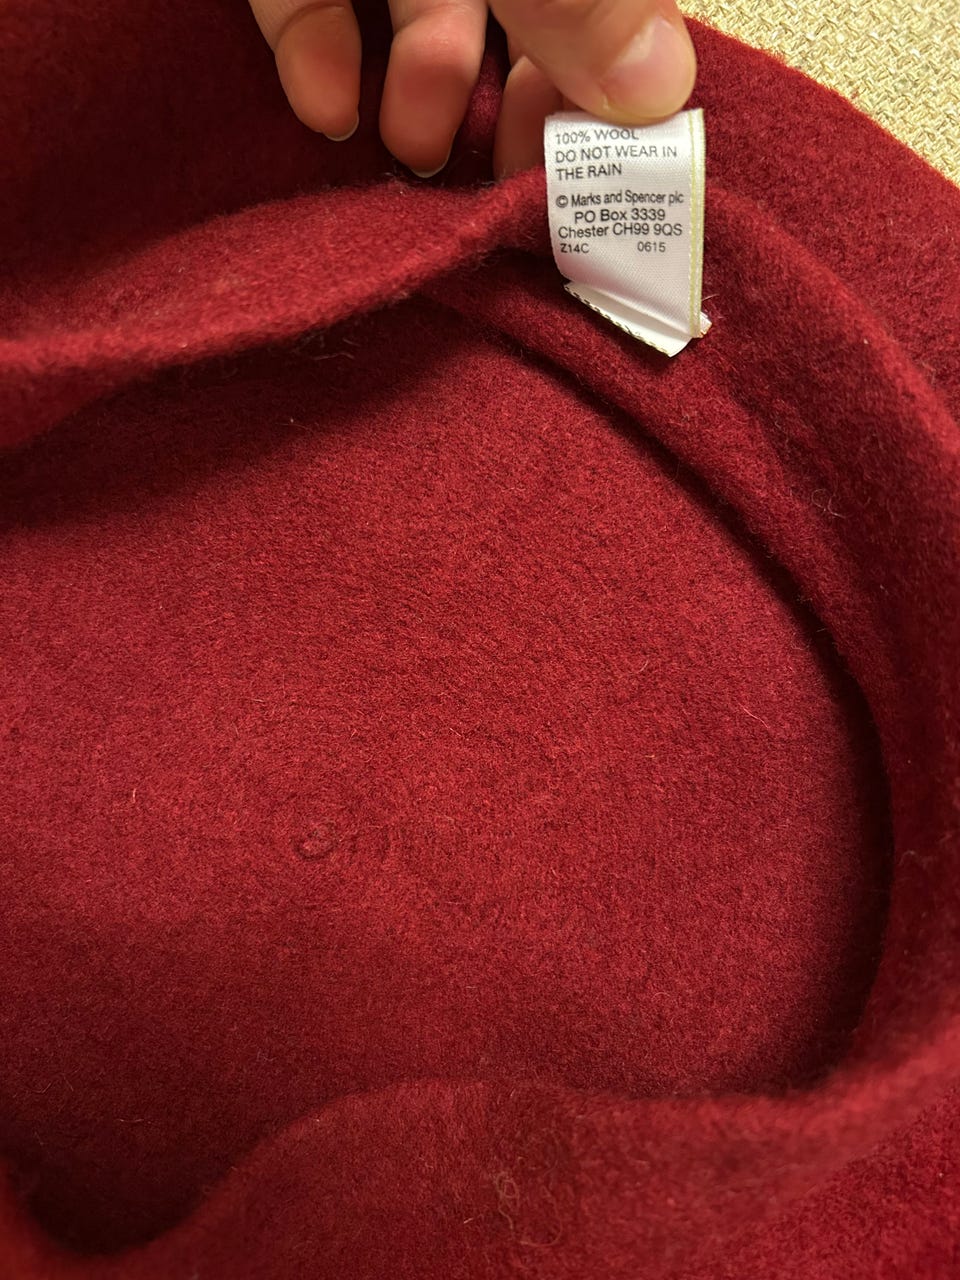 100% WOOL
DO NOT WEAR IN
THE RAIN
© Marks and Spencer plc
PO Box 3339
Chester CH99 9QS
Z14C 0615